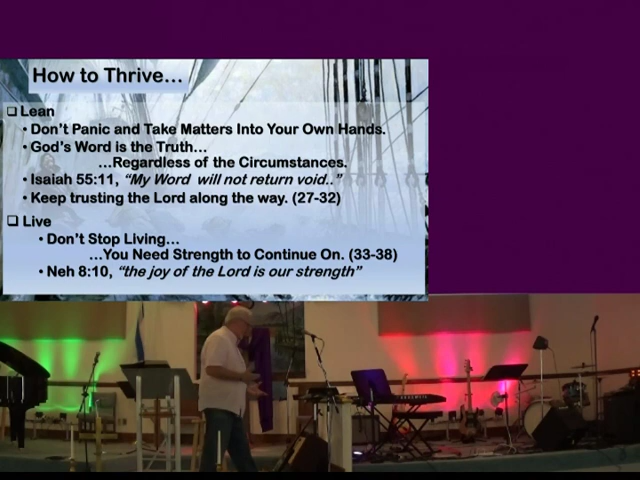 How to Thrive…
❑ Lean
• Don't Panic and Take Matters Into Your Own Hands.
• God's Word is the Truth…
…Regardless of the Circumstances.
• Isaiah 55:11, “My Word will not return void..”
• Keep trusting the Lord along the way. (27-32)
❑ Live
• Don't Stop Living…
…You Need Strength to Continue On. (33-38)
• Neh 8:10, “the joy of the Lord is our strength”